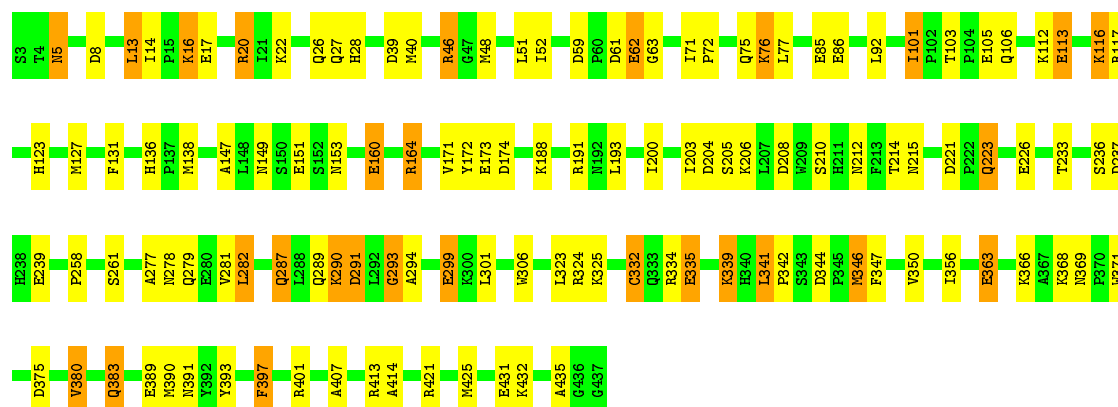 S3 T4 N5 D8 L13 I14 P15 K16 E17 R20 I21 K22 Q26 Q27 H28 D39 M40 R46 G47 M48 L51 I52 D59 P60 D61 E62 G63 I71 P72 Q75 K76 L77 E85 E86 L92 I101 P102 T103 P104 E105 Q106 K112 E113 K116 R117
H123 M127 F131 H136 P137 M138 A147 L148 N149 S150 E151 S152 N153 E160 R164 V171 Y172 E173 D174 K188 R191 N192 L193 I200 I203 D204 S205 K206 L207 D208 W209 S210 H211 N212 F213 T214 N215 D221 P222 Q223 E226 T233 S236 D237
H238 E239 P258 S261 A277 N278 Q279 E280 V281 L282 Q287 L288 Q289 K290 D291 L292 G293 A294 E299 K300 L301 W306 L323 R324 K325 C332 Q333 R334 E335 K339 H340 L341 P342 S343 D344 P345 M346 F347 V350 I356 E363 K366 A367 K368 N369 P370 W371
D375 V380 Q383 E389 M390 N391 Y392 Y393 F397 R401 A407 R413 A414 R421 M425 E431 K432 A435 G436 G437